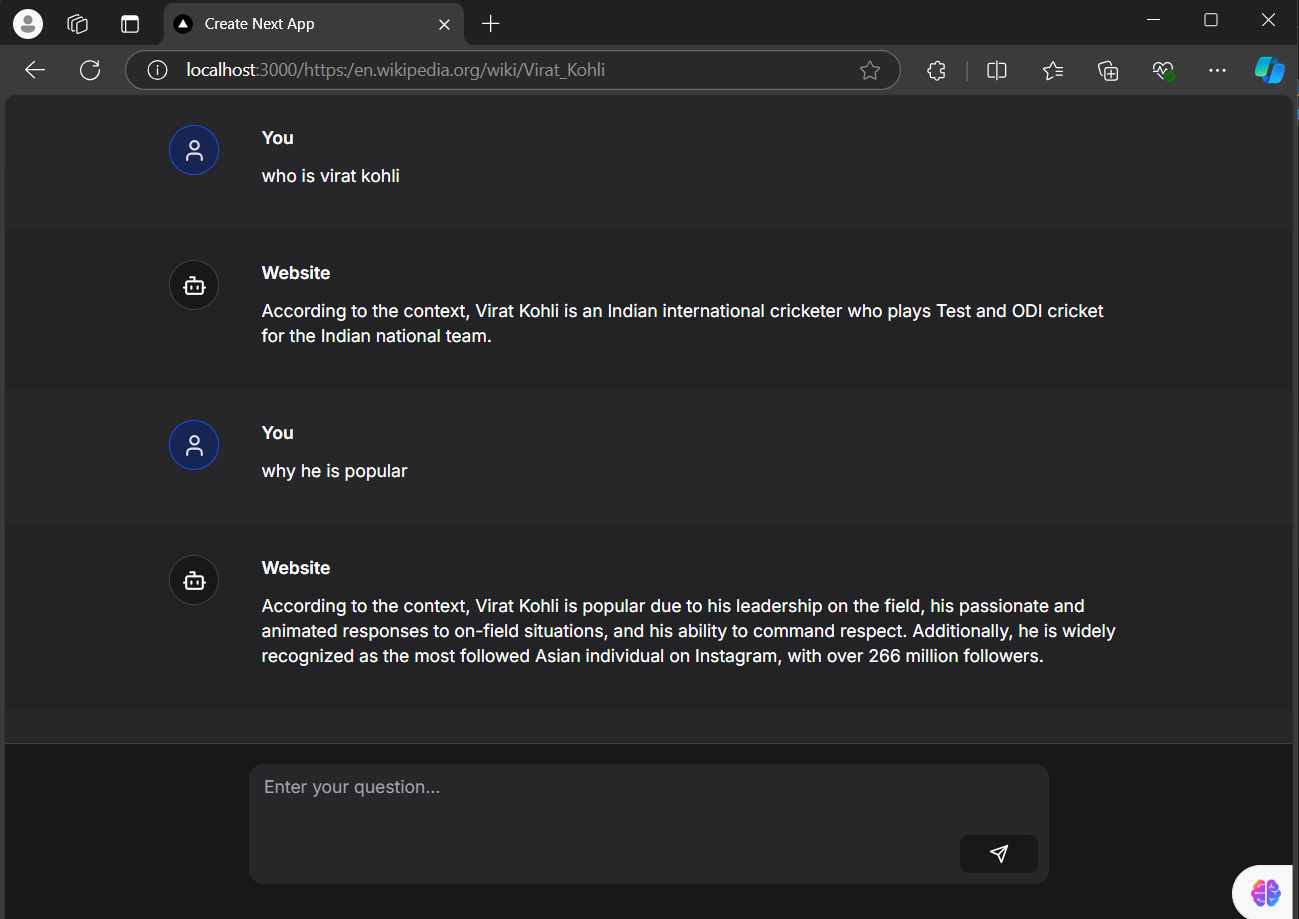 Create Next App
localhost:3000/https:/en.wikipedia.org/wiki/Virat_Kohli
You
who is virat kohli
Website
According to the context, Virat Kohli is an Indian international cricketer who plays Test and ODI cricket
for the Indian national team.
You
why he is popular
Website
According to the context, Virat Kohli is popular due to his leadership on the field, his passionate and
animated responses to on-field situations, and his ability to command respect. Additionally, he is widely
recognized as the most followed Asian individual on Instagram, with over 266 million followers.
Enter your question...